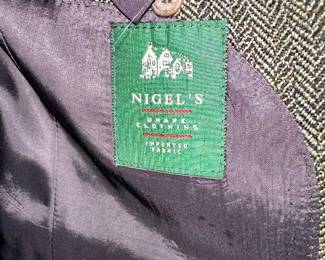 NIGEL'S
DRAPE
CLOTHING
IMPORTED
FABRIC